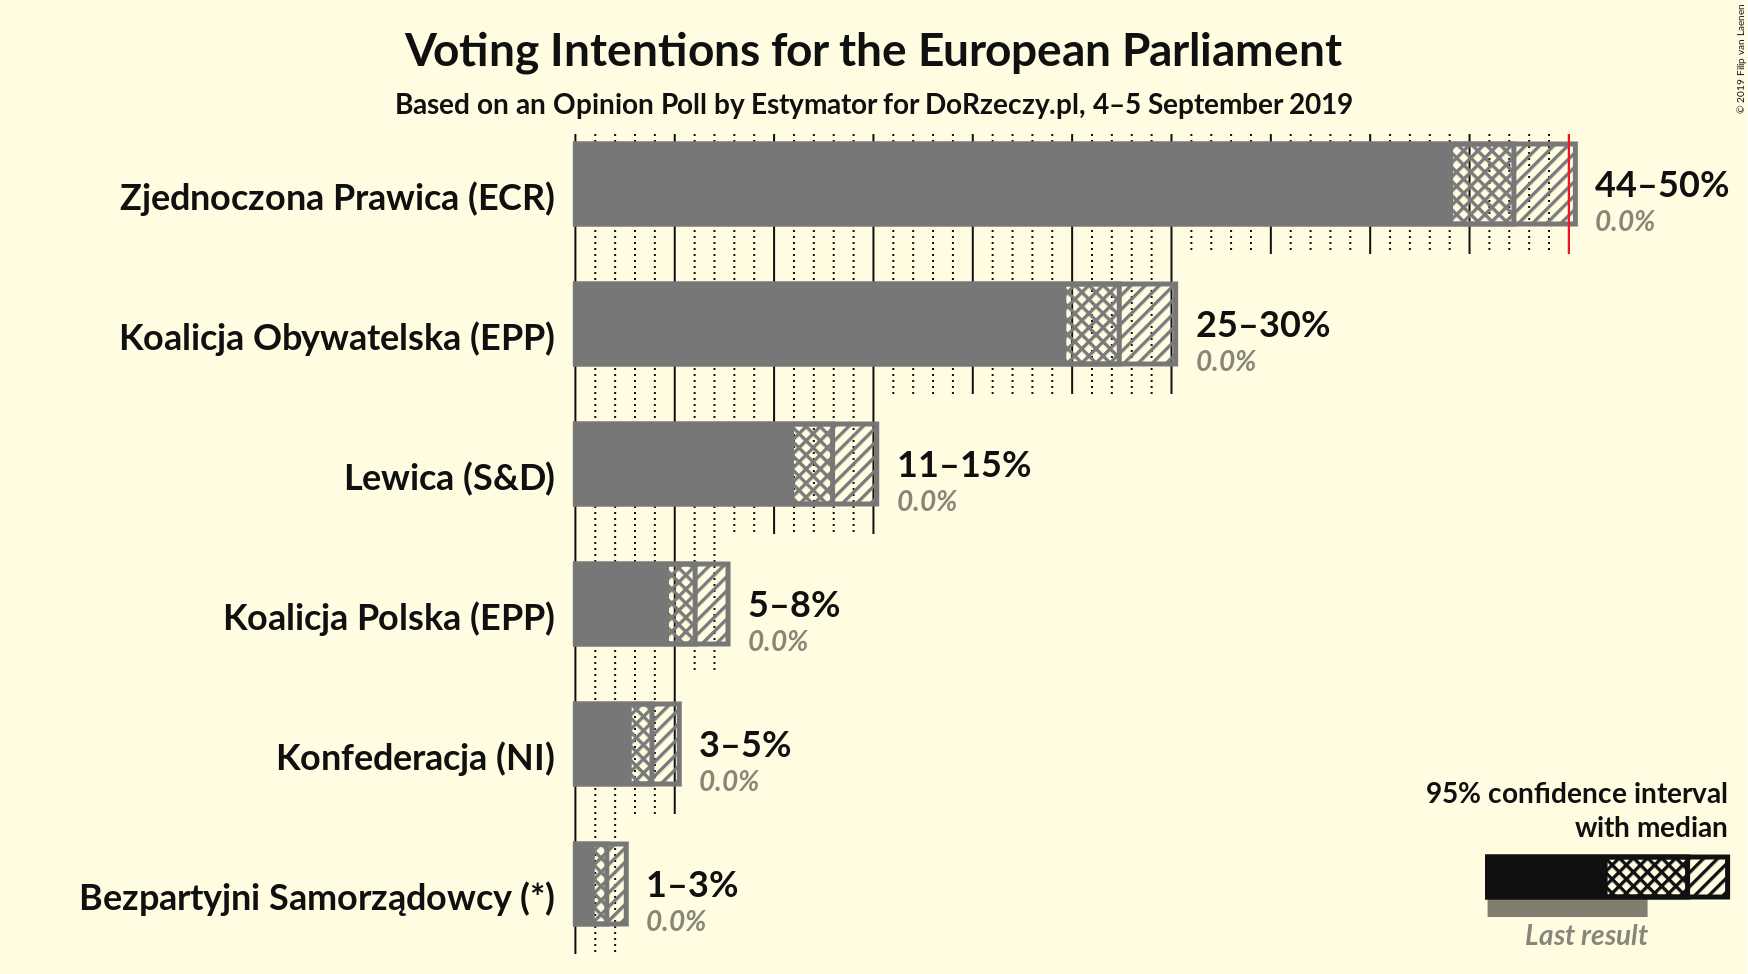 Voting Intentions for the European Parliament
Based on an Opinion Poll by Estymator for DoRzeczy.pl, 4–5 September 2019
© 2019 Filip van Laenen
Zjednoczona Prawica (ECR)
44–50%
0.0%
Koalicja Obywatelska (EPP)
25–30%
0.0%
Lewica (S&D)
11–15%
0.0%
Koalicja Polska (EPP)
5–8%
0.0%
Konfederacja (NI)
3–5%
0.0%
Bezpartyjni Samorządowcy (*)
1–3%
0.0%
95% confidence interval
with median
Last result